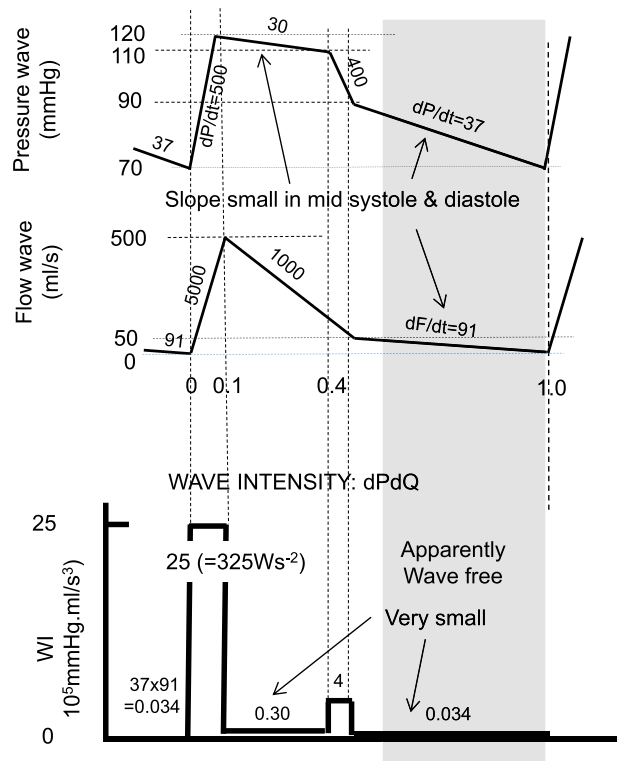 Pressure wave
(mmHg)
120
110
90
70
37
dP/dt=500
30
400
dP/dt=37
Slope small in mid systole & diastole
Flow wave
(ml/s)
500
50
0
91
5000
1000
dF/dt=91
0
0.1
0.4
1.0
WAVE INTENSITY: dPdQ
WI
10⁵mmHg.ml/s³
25
0
25 (=325Ws⁻²)
Apparently
Wave free
Very small
37x91
=0.034
0.30
4
0.034